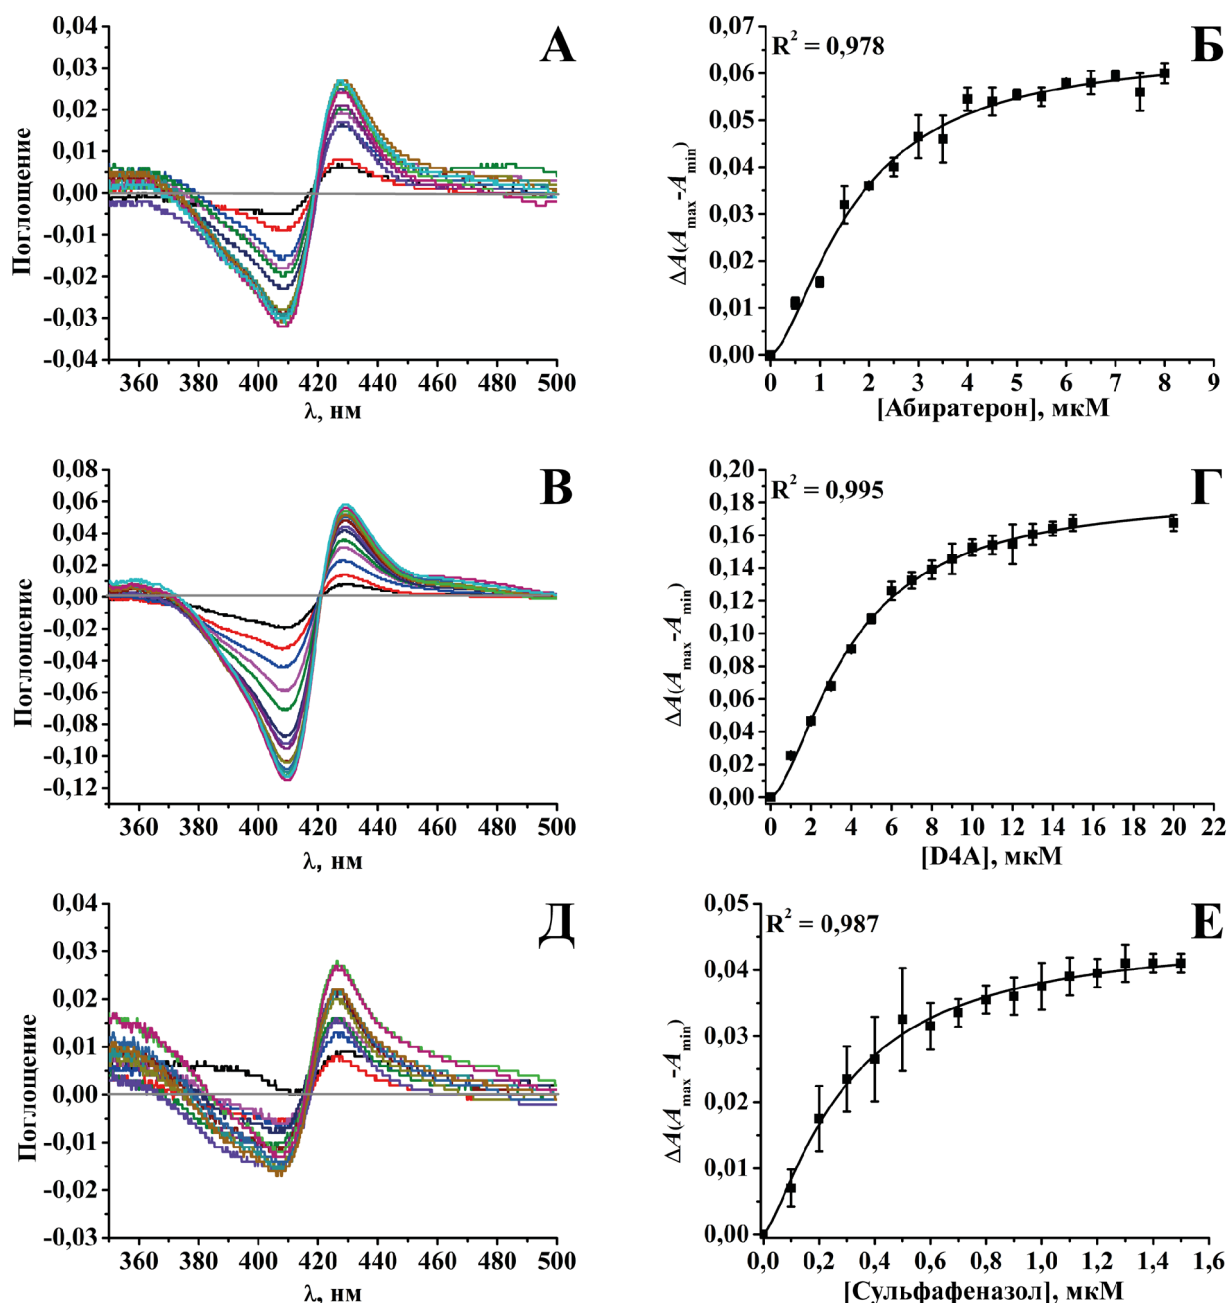 А
Поглощение
0,04
0,03
0,02
0,01
0,00
-0,01
-0,02
-0,03
-0,04
360 380 400 420 440 460 480 500
λ, нм
Б
R² = 0,978
ΔA(Amax-Amin)
0,07
0,06
0,05
0,04
0,03
0,02
0,01
0,00
0 1 2 3 4 5 6 7 8 9
[Абиратерон], мкМ
В
Поглощение
0,08
0,06
0,04
0,02
0,00
-0,02
-0,04
-0,06
-0,08
-0,10
-0,12
360 380 400 420 440 460 480 500
λ, нм
Г
R² = 0,995
ΔA(Amax-Amin)
0,20
0,18
0,16
0,14
0,12
0,10
0,08
0,06
0,04
0,02
0,00
0 2 4 6 8 10 12 14 16 18 20 22
[D4A], мкМ
Д
Поглощение
0,04
0,03
0,02
0,01
0,00
-0,01
-0,02
-0,03
360 380 400 420 440 460 480 500
λ, нм
Е
R² = 0,987
ΔA(Amax-Amin)
0,05
0,04
0,03
0,02
0,01
0,00
0,0 0,2 0,4 0,6 0,8 1,0 1,2 1,4 1,6
[Сульфафеназол], мкМ